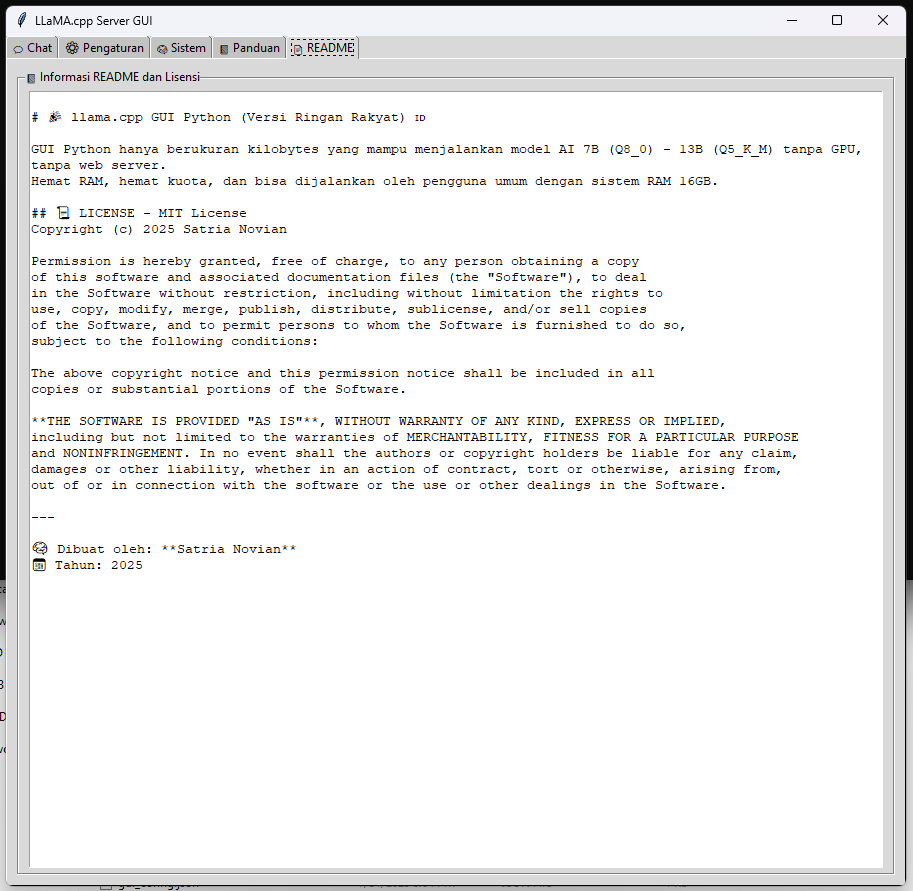 LLaMA.cpp Server GUI
Chat Pengaturan Sistem Panduan README
Informasi README dan Lisensi
# 🎉 llama.cpp GUI Python (Versi Ringan Rakyat) ID
GUI Python hanya berukuran kilobytes yang mampu menjalankan model AI 7B (Q8_0) - 13B (Q5_K_M) tanpa GPU,
tanpa web server.
Hemat RAM, hemat kuota, dan bisa dijalankan oleh pengguna umum dengan sistem RAM 16GB.
## 📜 LICENSE - MIT License
Copyright (c) 2025 Satria Novian
Permission is hereby granted, free of charge, to any person obtaining a copy
of this software and associated documentation files (the "Software"), to deal
in the Software without restriction, including without limitation the rights to
use, copy, modify, merge, publish, distribute, sublicense, and/or sell copies
of the Software, and to permit persons to whom the Software is furnished to do so,
subject to the following conditions:
The above copyright notice and this permission notice shall be included in all
copies or substantial portions of the Software.
**THE SOFTWARE IS PROVIDED "AS IS"**, WITHOUT WARRANTY OF ANY KIND, EXPRESS OR IMPLIED,
including but not limited to the warranties of MERCHANTABILITY, FITNESS FOR A PARTICULAR PURPOSE
and NONINFRINGEMENT. In no event shall the authors or copyright holders be liable for any claim,
damages or other liability, whether in an action of contract, tort or otherwise, arising from,
out of or in connection with the software or the use or other dealings in the Software.
---
🧠 Dibuat oleh: **Satria Novian**
📅 Tahun: 2025